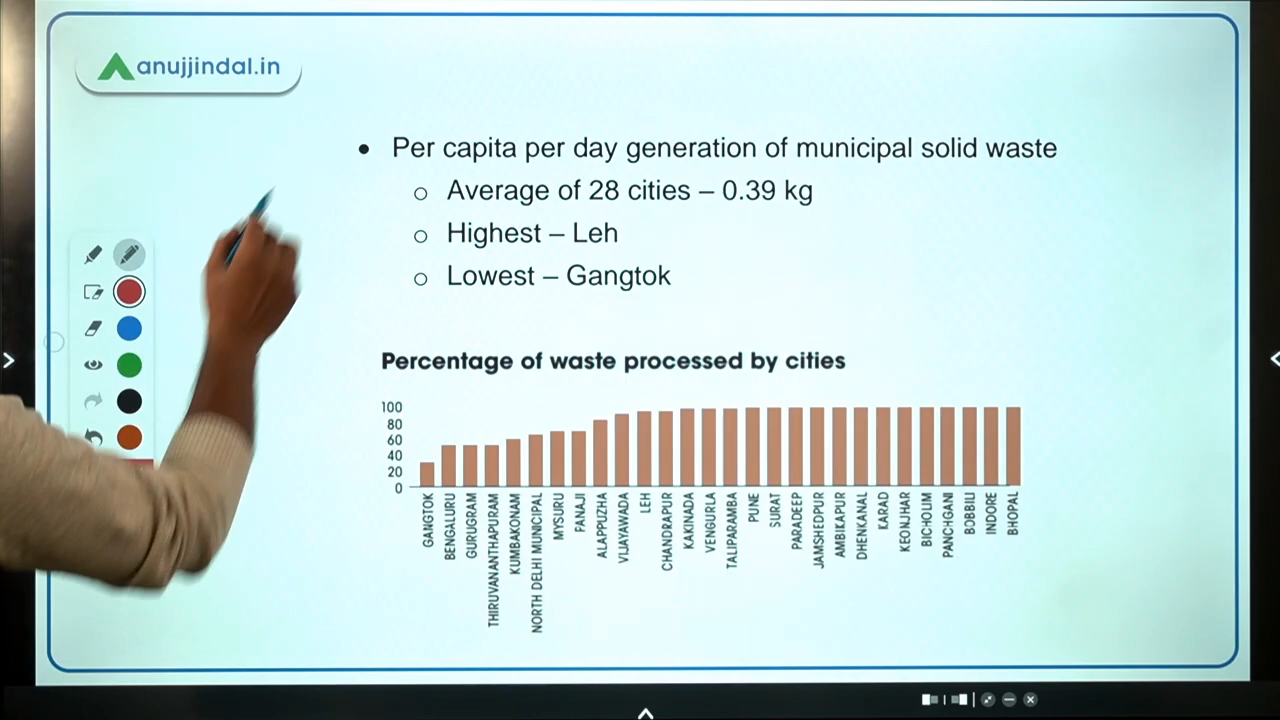 anujjindal.in
• Per capita per day generation of municipal solid waste
o Average of 28 cities – 0.39 kg
o Highest – Leh
o Lowest – Gangtok
Percentage of waste processed by cities
100
80
60
40
20
0
GANGTOK
BENGALURU
GURUGRAM
THIRUVANANTHAPURAM
KUMBAKONAM
NORTH DELHI MUNICIPAL
MYSURU
PANAJI
ALAPPUZHA
VIJAYAWADA
LEH
CHANDRAPUR
KAKINADA
VENGURLA
TALIPARAMBA
PUNE
SURAT
PARADEEP
JAMSHEDPUR
AMBIKAPUR
DHENKANAL
KARAD
KEONJHAR
BICHOLIM
PANCHGANI
BOBBILI
INDORE
BHOPAL